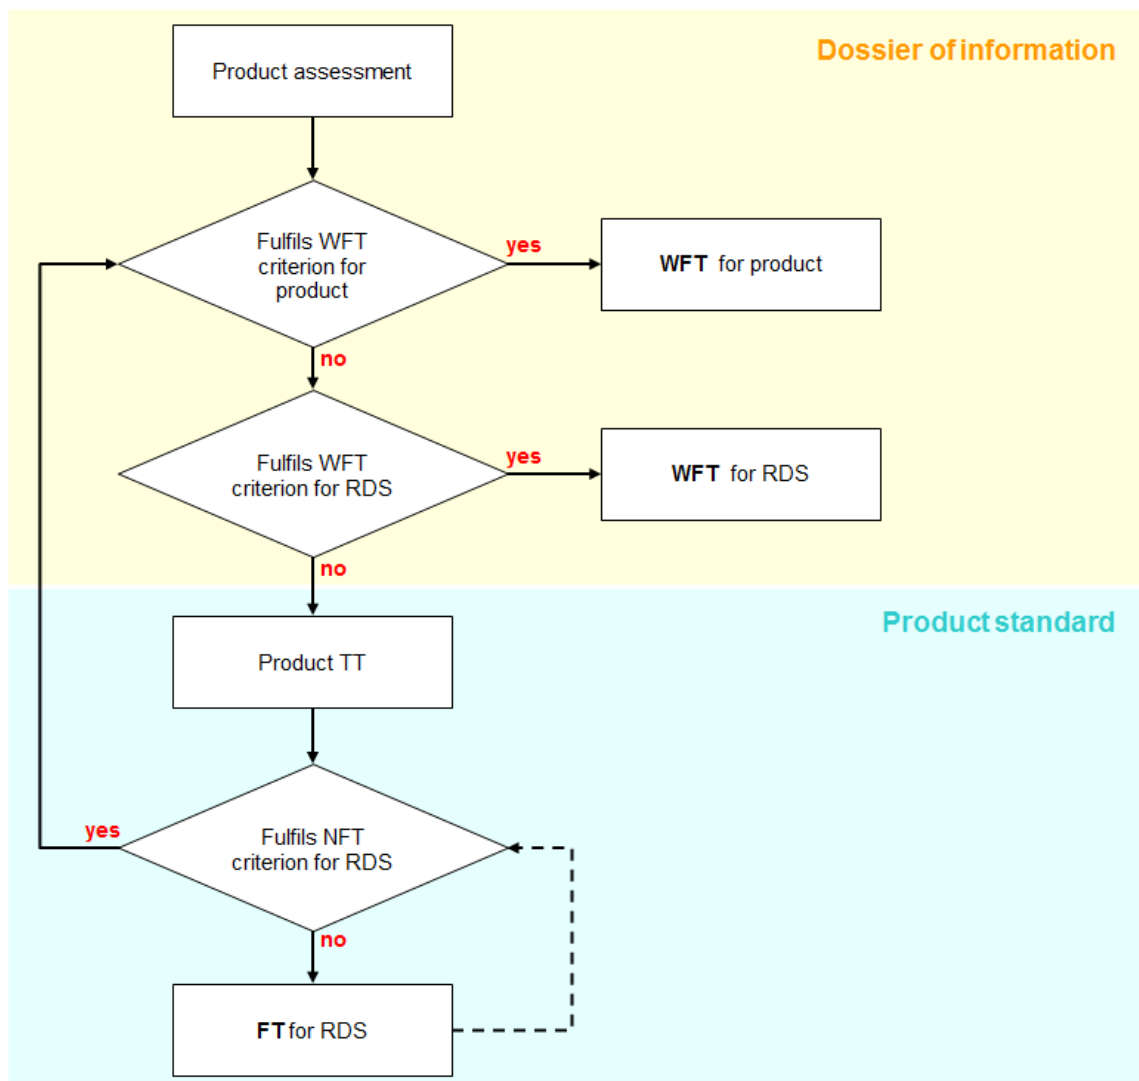 Dossier of information
Product assessment
Fulfils WFT
criterion for
product
yes
WFT for product
no
Fulfils WFT
criterion for RDS
yes
WFT for RDS
no
Product standard
Product TT
Fulfils NFT
criterion for RDS
yes
no
FT for RDS